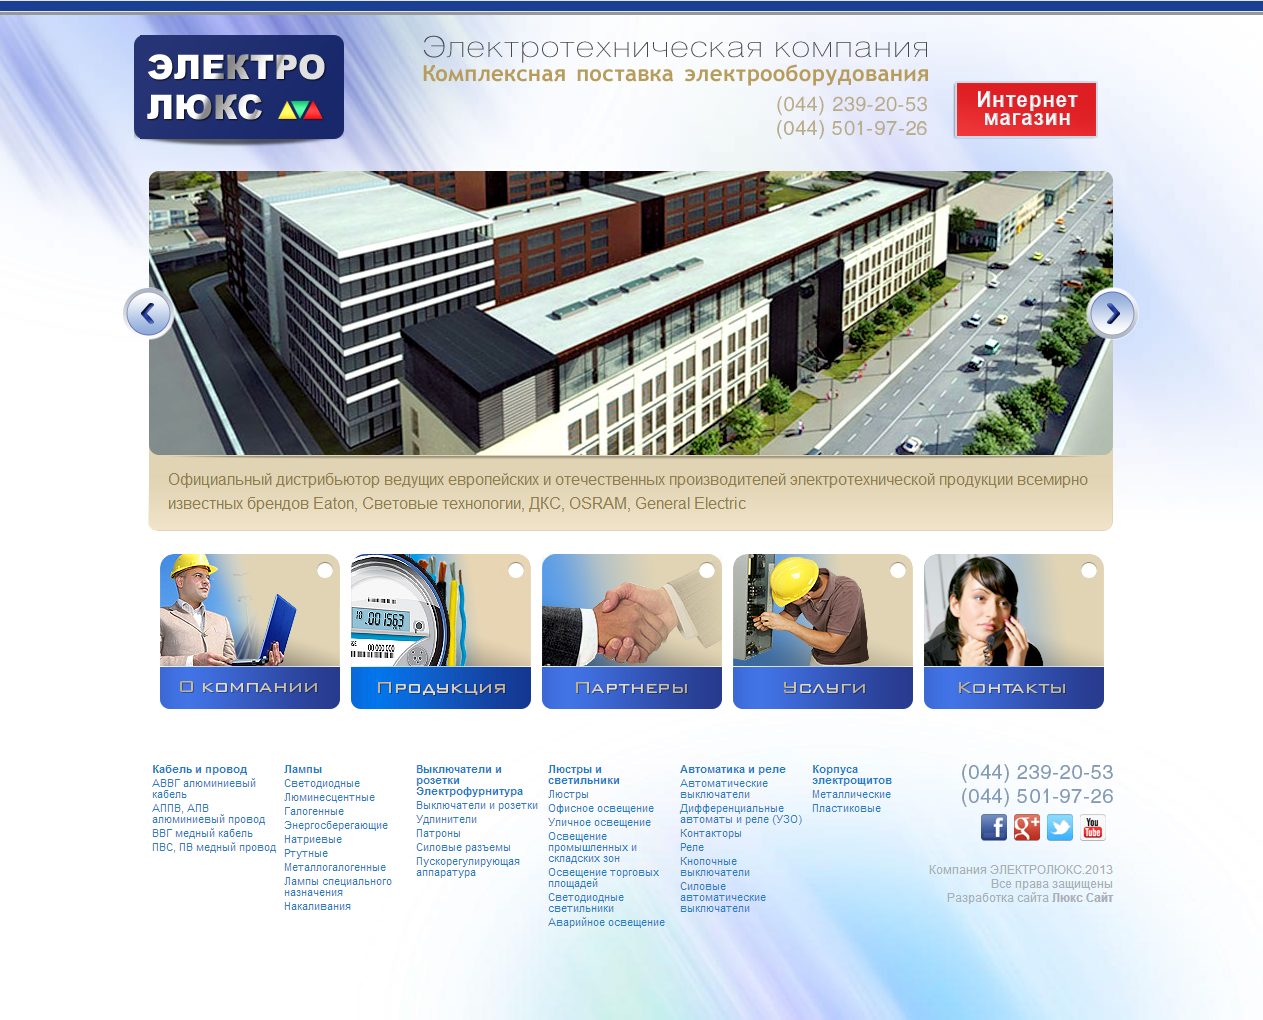 ЭЛЕКТРО
ЛЮКС
Электротехническая компания
Комплексная поставка электрооборудования
(044) 239-20-53
(044) 501-97-26
Интернет
магазин
Официальный дистрибьютор ведущих европейских и отечественных производителей электротехнической продукции всемирно
известных брендов Eaton, Световые технологии, ДКС, OSRAM, General Electric
.001563
О компании
Продукция
Партнеры
Услуги
Контакты
Кабель и провод
АВВГ алюминиевый
кабель
АППВ, АПВ
алюминиевый провод
ВВГ медный кабель
ПВС, ПВ медный провод
Лампы
Светодиодные
Люминесцентные
Галогенные
Энергосберегающие
Натриевые
Ртутные
Металлогалогенные
Лампы специального
назначения
Накаливания
Выключатели и
розетки
Электрофурнитура
Выключатели и розетки
Удлинители
Патроны
Силовые разъемы
Пускорегулирующая
аппаратура
Люстры и
светильники
Люстры
Офисное освещение
Уличное освещение
Освещение
промышленных и
складских зон
Освещение торговых
площадей
Светодиодные
светильники
Аварийное освещение
Автоматика и реле
Автоматические
выключатели
Дифференциальные
автоматы и реле (УЗО)
Контакторы
Реле
Кнопочные
выключатели
Силовые
автоматические
выключатели
Корпуса
электрощитов
Металлические
Пластиковые
(044) 239-20-53
(044) 501-97-26
You
Tube
Компания ЭЛЕКТРОЛЮКС.2013
Все права защищены
Разработка сайта Люкс Сайт